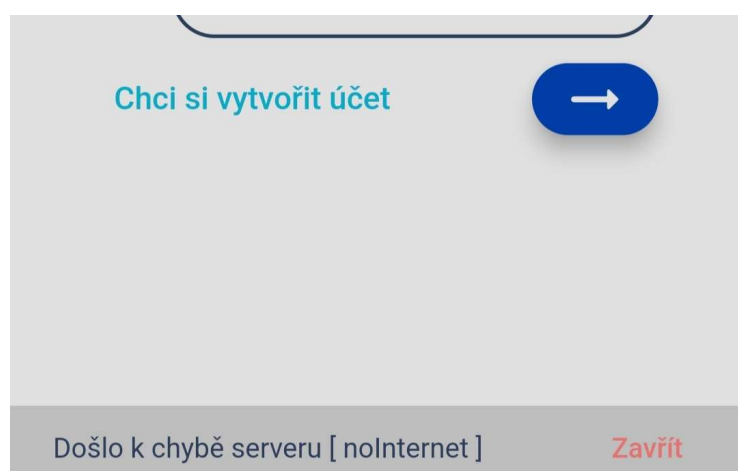 Chci si vytvořit účet
Došlo k chybě serveru [ noInternet ]
Zavřít